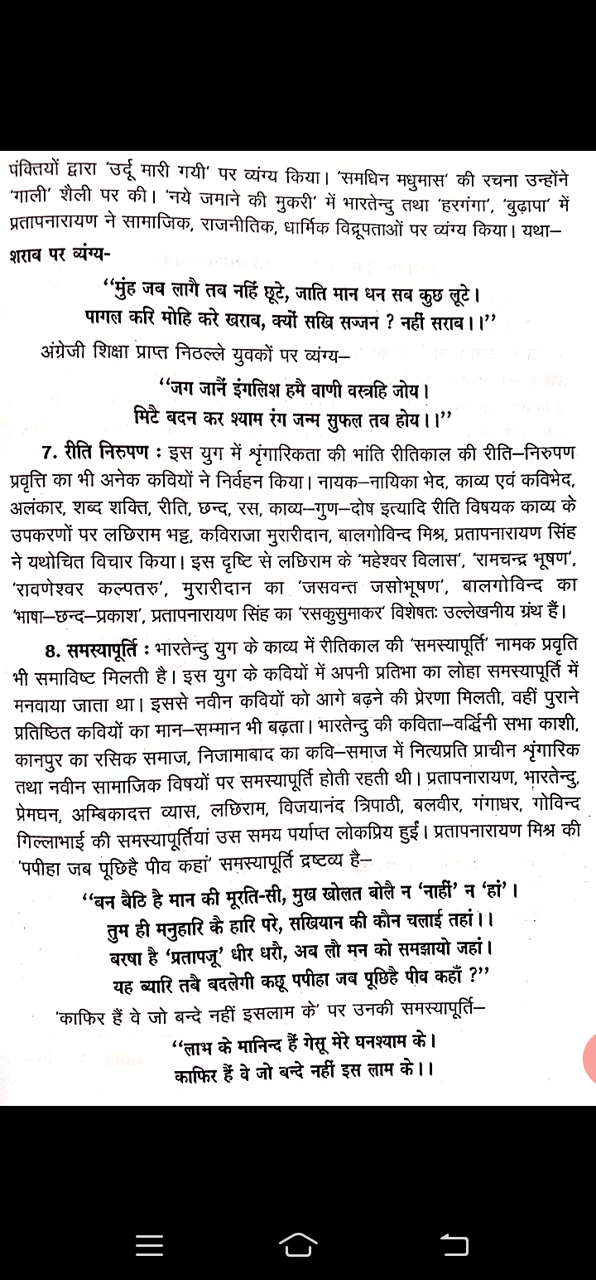 पंक्तियों द्वारा 'उर्दू मारी गयी' पर व्यंग्य किया। 'समधिन मधुमास' की रचना उन्होंने
'गाली' शैली पर की। 'नये जमाने की मुकरी' में भारतेन्दु तथा 'हरगंगा', 'बुढ़ापा' में
प्रतापनारायण ने सामाजिक, राजनीतिक, धार्मिक विद्रूपताओं पर व्यंग्य किया। यथा–
शराब पर व्यंग्य-
"मुंह जब लागै तब नहिं छूटे, जाति मान धन सब कुछ लूटे।
पागल करि मोहि करे खराब, क्यों सखि सज्जन ? नहीं सराब।।"
अंग्रेजी शिक्षा प्राप्त निठल्ले युवकों पर व्यंग्य–
"जग जानैं इंगलिश हमै वाणी वस्त्रहि जोय।
मिटै बदन कर श्याम रंग जन्म सुफल तब होय।।"
7. रीति निरुपण : इस युग में शृंगारिकता की भांति रीतिकाल की रीति–निरुपण
प्रवृत्ति का भी अनेक कवियों ने निर्वहन किया। नायक–नायिका भेद, काव्य एवं कविभेद,
अलंकार, शब्द शक्ति, रीति, छन्द, रस, काव्य–गुण–दोष इत्यादि रीति विषयक काव्य के
उपकरणों पर लछिराम भट्ट, कविराजा मुरारीदान, बालगोविन्द मिश्र, प्रतापनारायण सिंह
ने यथोचित विचार किया। इस दृष्टि से लछिराम के 'महेश्वर विलास', 'रामचन्द्र भूषण',
'रावणेश्वर कल्पतरु', मुरारीदान का 'जसवन्त जसोभूषण', बालगोविन्द का
'भाषा–छन्द–प्रकाश', प्रतापनारायण सिंह का 'रसकुसुमाकर' विशेषतः उल्लेखनीय ग्रंथ हैं।
8. समस्यापूर्ति : भारतेन्दु युग के काव्य में रीतिकाल की 'समस्यापूर्ति' नामक प्रवृति
भी समाविष्ट मिलती है। इस युग के कवियों में अपनी प्रतिभा का लोहा समस्यापूर्ति में
मनवाया जाता था। इससे नवीन कवियों को आगे बढ़ने की प्रेरणा मिलती, वहीं पुराने
प्रतिष्ठित कवियों का मान–सम्मान भी बढ़ता। भारतेन्दु की कविता–वर्द्धिनी सभा काशी,
कानपुर का रसिक समाज, निजामाबाद का कवि–समाज में नित्यप्रति प्राचीन शृंगारिक
तथा नवीन सामाजिक विषयों पर समस्यापूर्ति होती रहती थी। प्रतापनारायण, भारतेन्दु,
प्रेमघन, अम्बिकादत्त व्यास, लछिराम, विजयानंद त्रिपाठी, बलवीर, गंगाधर, गोविन्द
गिल्लाभाई की समस्यापूर्तियां उस समय पर्याप्त लोकप्रिय हुईं। प्रतापनारायण मिश्र की
'पपीहा जब पूछिहै पीव कहां' समस्यापूर्ति द्रष्टव्य है–
"बन बैठि है मान की मूरति-सी, मुख खोलत बोलै न 'नाहीं' न 'हां'।
तुम ही मनुहारि कै हारि परे, सखियान की कौन चलाई तहां।।
बरषा है 'प्रतापजू' धीर धरौ, अब लौ मन को समझायो जहां।
यह ब्यारि तबै बदलेगी कछू पपीहा जब पूछिहै पीव कहाँ ?"
'काफिर हैं वे जो बन्दे नहीं इसलाम के' पर उनकी समस्यापूर्ति–
"लाभ के मानिन्द हैं गेसू मेरे घनश्याम के।
काफिर हैं वे जो बन्दे नहीं इस लाम के।।